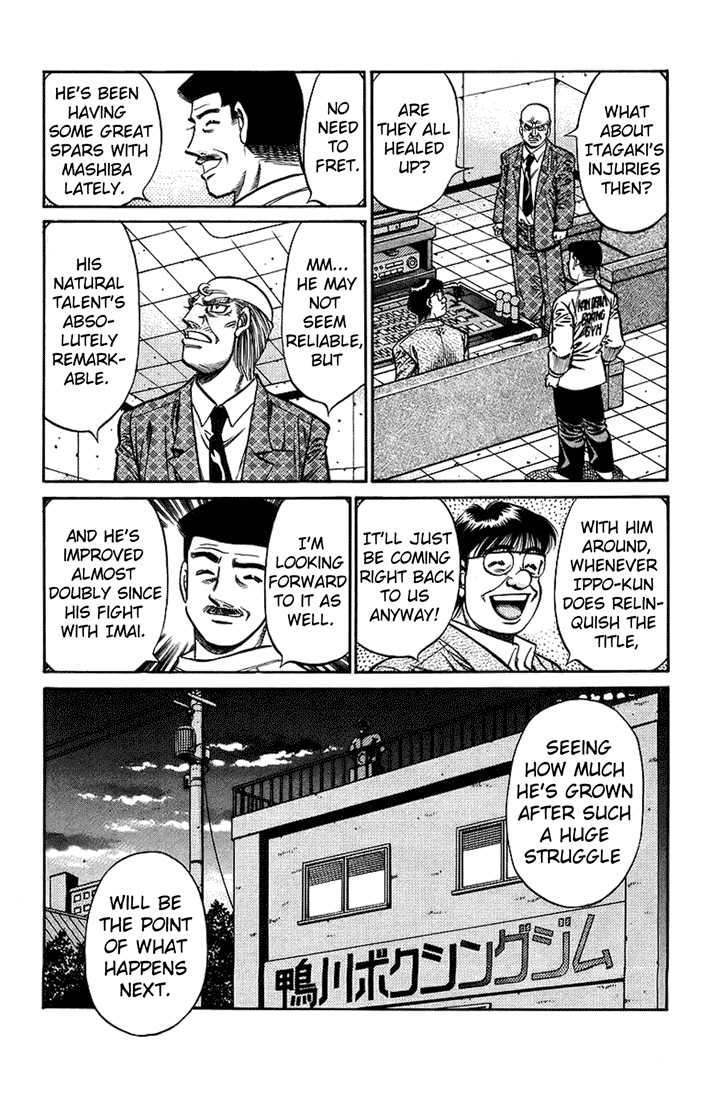 WHAT
ABOUT
ITAGAKI'S
INJURIES
THEN?
ARE
THEY ALL
HEALED
UP?
NO
NEED
TO
FRET.
HE'S BEEN
HAVING
SOME GREAT
SPARS WITH
MASHIBA
LATELY.
MM...
HE MAY
NOT
SEEM
RELIABLE,
BUT
HIS
NATURAL
TALENT'S
ABSO-
LUTELY
REMARK-
ABLE.
BOXING
GYM
WITH HIM
AROUND,
WHENEVER
IPPO-KUN
DOES RELIN-
QUISH THE
TITLE,
IT'LL JUST
BE COMING
RIGHT BACK
TO US
ANYWAY!
I'M
LOOKING
FORWARD
TO IT AS
WELL.
AND HE'S
IMPROVED
ALMOST
DOUBLY SINCE
HIS FIGHT
WITH IMAI.
SEEING
HOW MUCH
HE'S GROWN
AFTER SUCH
A HUGE
STRUGGLE
WILL BE
THE POINT
OF WHAT
HAPPENS
NEXT.
鴨川ボクシングジム